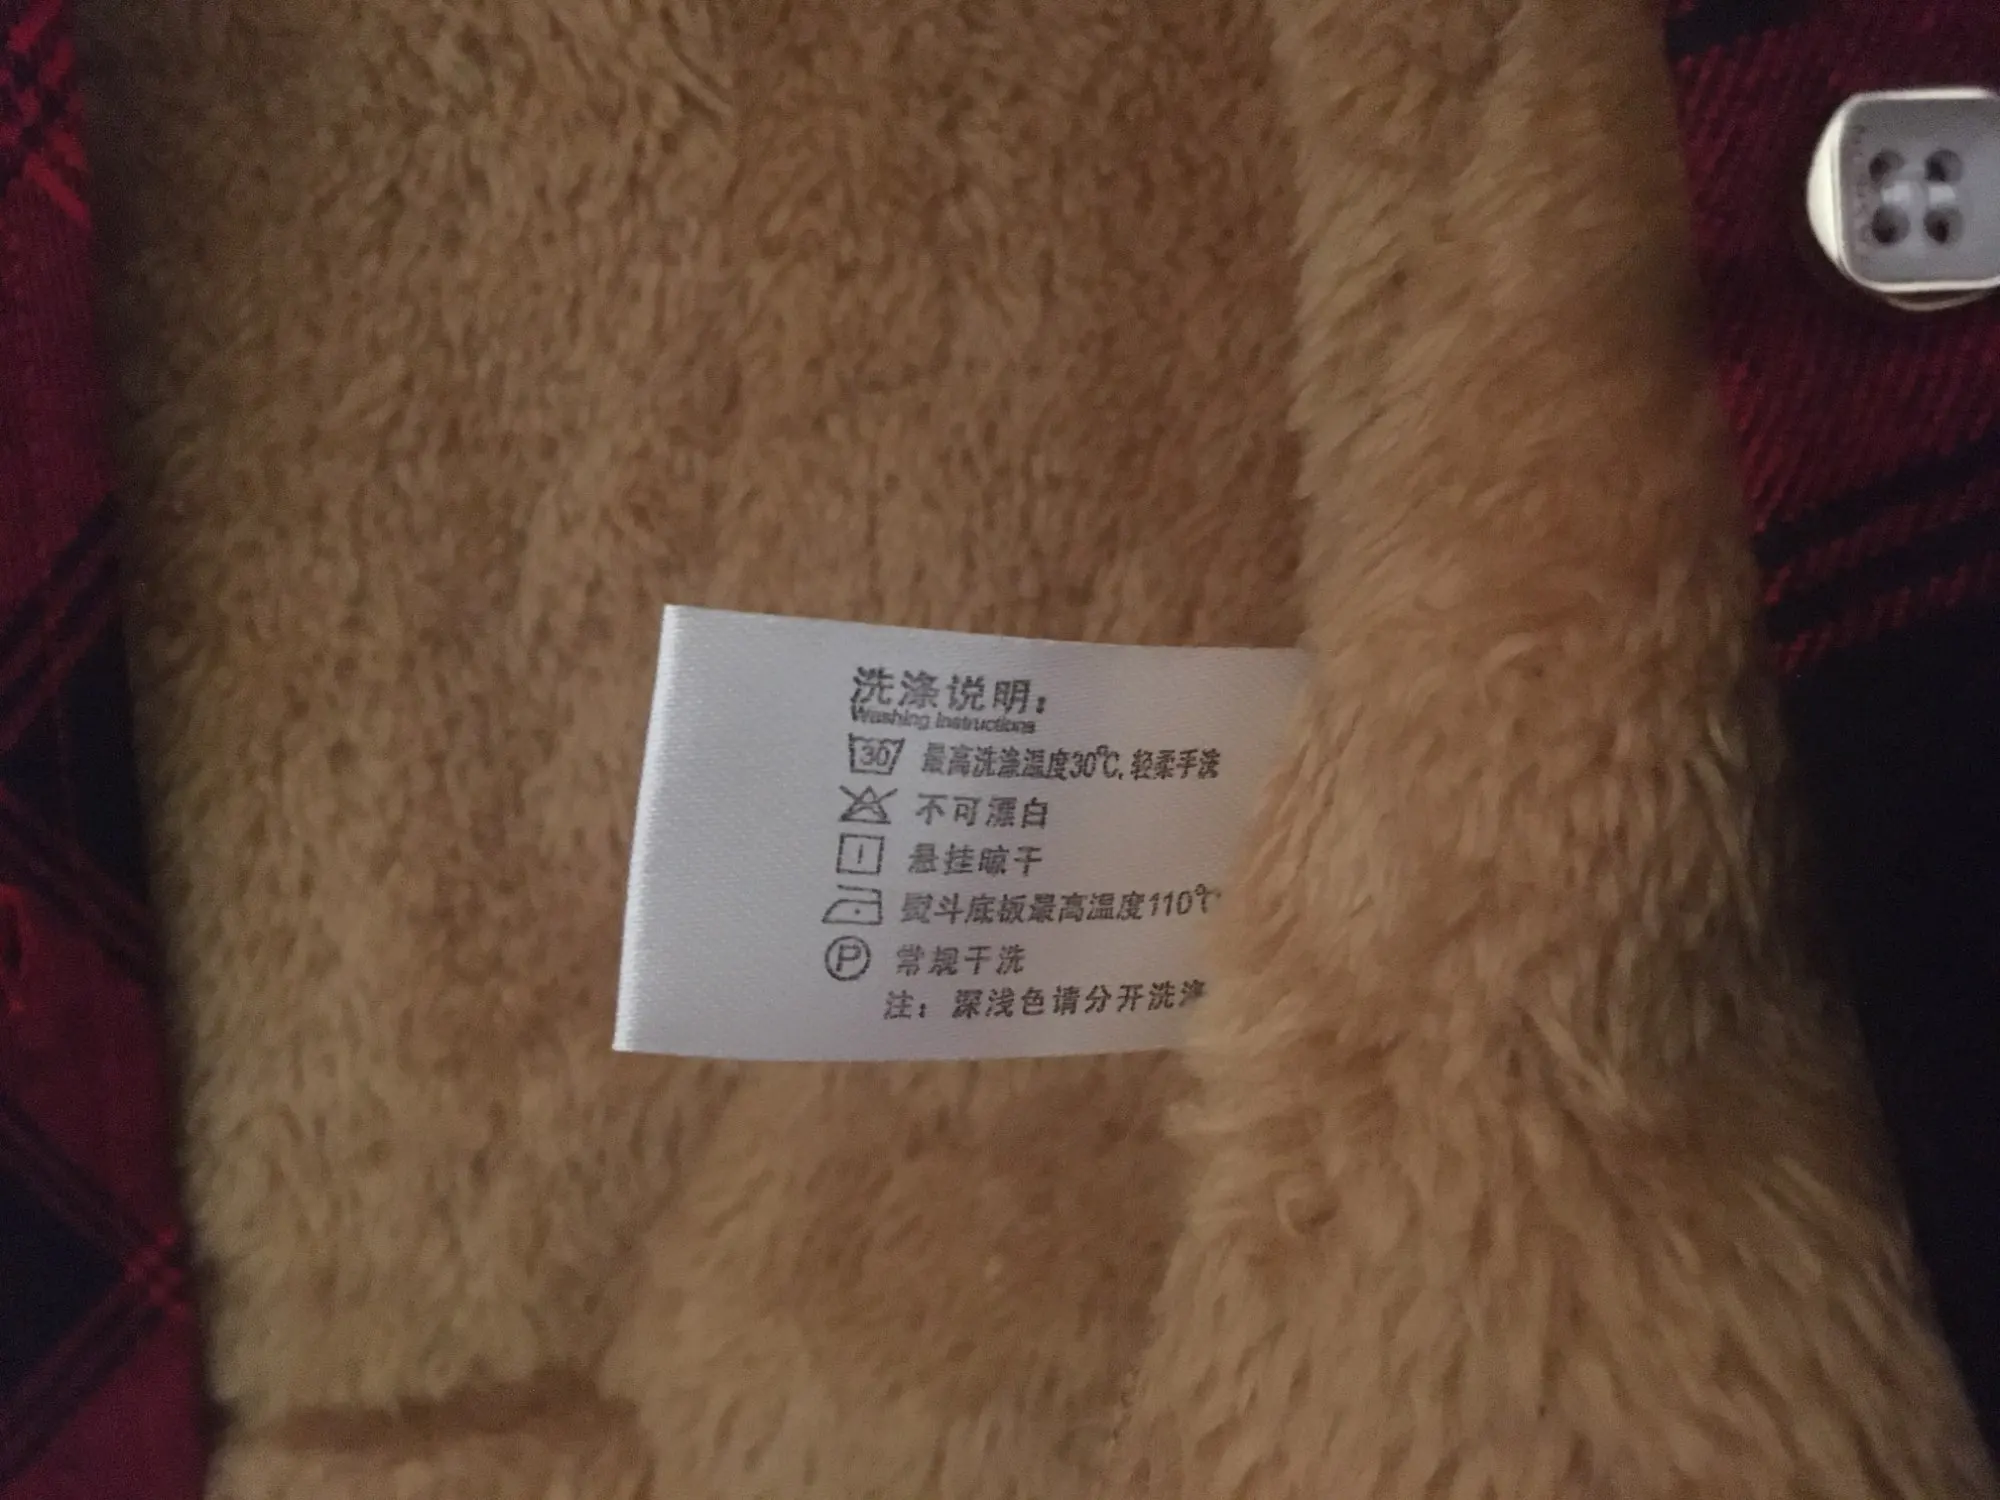 洗涤说明：
Washing Instructions
30 最高洗涤温度30℃,轻柔手洗
不可漂白
悬挂晾干
熨斗底板最高温度110℃
P 常规干洗
注：深浅色请分开洗涤